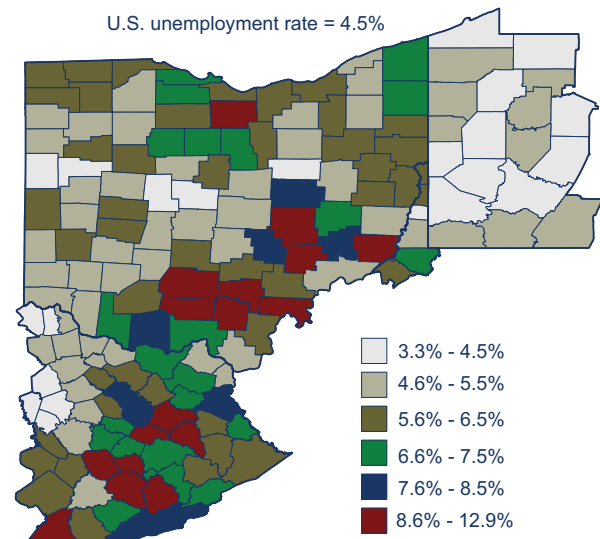 U.S. unemployment rate = 4.5%
3.3% - 4.5%
4.6% - 5.5%
5.6% - 6.5%
6.6% - 7.5%
7.6% - 8.5%
8.6% - 12.9%